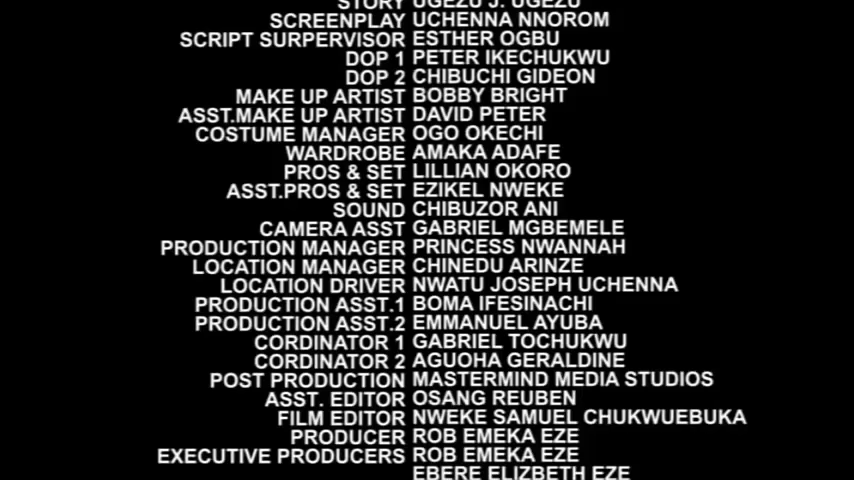 STORY UGEZU J. UGEZU
SCREENPLAY UCHENNA NNOROM
SCRIPT SURPERVISOR ESTHER OGBU
DOP 1 PETER IKECHUKWU
DOP 2 CHIBUCHI GIDEON
MAKE UP ARTIST BOBBY BRIGHT
ASST.MAKE UP ARTIST DAVID PETER
COSTUME MANAGER OGO OKECHI
WARDROBE AMAKA ADAFE
PROS & SET LILLIAN OKORO
ASST.PROS & SET EZIKEL NWEKE
SOUND CHIBUZOR ANI
CAMERA ASST GABRIEL MGBEMELE
PRODUCTION MANAGER PRINCESS NWANNAH
LOCATION MANAGER CHINEDU ARINZE
LOCATION DRIVER NWATU JOSEPH UCHENNA
PRODUCTION ASST.1 BOMA IFESINACHI
PRODUCTION ASST.2 EMMANUEL AYUBA
CORDINATOR 1 GABRIEL TOCHUKWU
CORDINATOR 2 AGUOHA GERALDINE
POST PRODUCTION MASTERMIND MEDIA STUDIOS
ASST. EDITOR OSANG REUBEN
FILM EDITOR NWEKE SAMUEL CHUKWUEBUKA
PRODUCER ROB EMEKA EZE
EXECUTIVE PRODUCERS ROB EMEKA EZE
EBERE ELIZBETH EZE